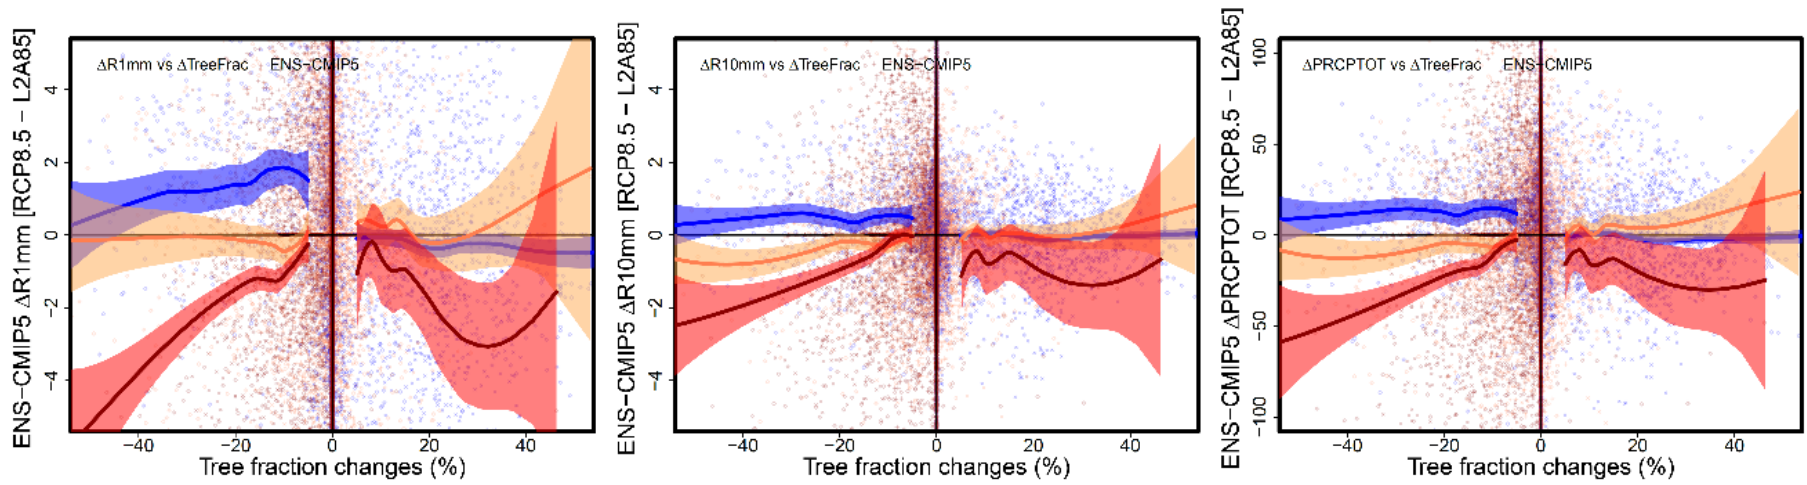 ENS−CMIP5 ΔR1mm [RCP8.5 − L2A85]
ΔR1mm vs ΔTreeFrac ENS−CMIP5
4
2
0
−2
−4
−40 −20 0 20 40
Tree fraction changes (%)
ENS−CMIP5 ΔR10mm [RCP8.5 − L2A85]
ΔR10mm vs ΔTreeFrac ENS−CMIP5
4
2
0
−2
−4
−40 −20 0 20 40
Tree fraction changes (%)
ENS−CMIP5 ΔPRCPTOT [RCP8.5 − L2A85]
ΔPRCPTOT vs ΔTreeFrac ENS−CMIP5
100
50
0
−50
−100
−40 −20 0 20 40
Tree fraction changes (%)